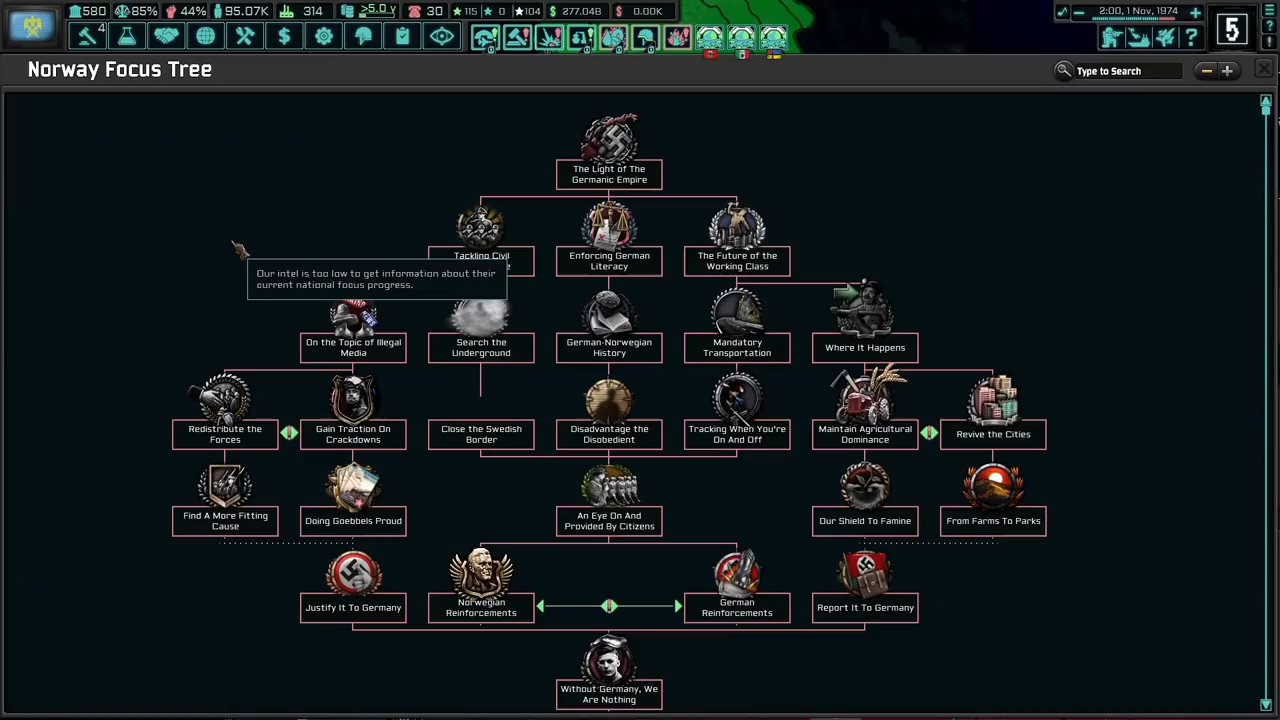 580 85% 44% 95.07K 314 >5.0 y 30 115 0 104 $ 277.04B $ 0.00K 2:00, 1 Nov, 1974
4 5
Norway Focus Tree Type to Search
The Light of The
Germanic Empire
Tackling Civil
Enforcing German
Literacy
The Future of the
Working Class
Our intel is too low to get information about their
current national focus progress.
On the Topic of Illegal
Media
Search the
Underground
German-Norwegian
History
Mandatory
Transportation
Where It Happens
Redistribute the
Forces
Gain Traction On
Crackdowns
Close the Swedish
Border
Disadvantage the
Disobedient
Tracking When You're
On And Off
Maintain Agricultural
Dominance
Revive the Cities
Find A More Fitting
Cause
Doing Goebbels Proud
An Eye On And
Provided By Citizens
Our Shield To Famine
From Farms To Parks
Justify It To Germany
Norwegian
Reinforcements
German
Reinforcements
Report It To Germany
Without Germany, We
Are Nothing